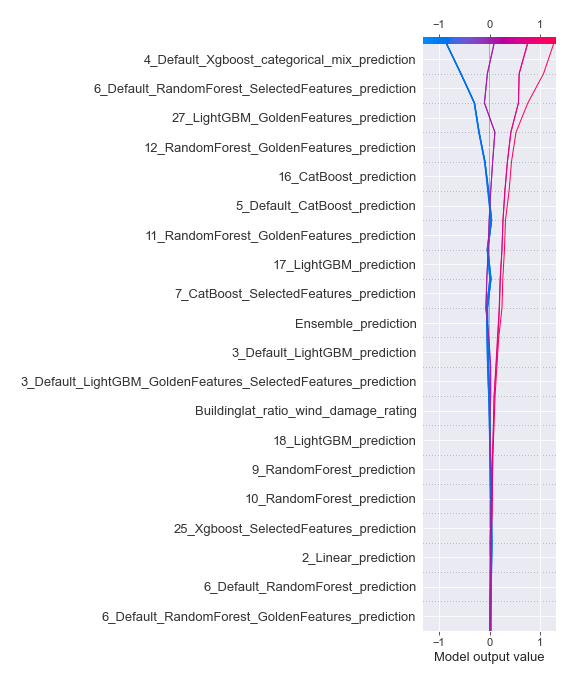 −1 0 1
4_Default_Xgboost_categorical_mix_prediction
6_Default_RandomForest_SelectedFeatures_prediction
27_LightGBM_GoldenFeatures_prediction
12_RandomForest_GoldenFeatures_prediction
16_CatBoost_prediction
5_Default_CatBoost_prediction
11_RandomForest_GoldenFeatures_prediction
17_LightGBM_prediction
7_CatBoost_SelectedFeatures_prediction
Ensemble_prediction
3_Default_LightGBM_prediction
3_Default_LightGBM_GoldenFeatures_SelectedFeatures_prediction
Buildinglat_ratio_wind_damage_rating
18_LightGBM_prediction
9_RandomForest_prediction
10_RandomForest_prediction
25_Xgboost_SelectedFeatures_prediction
2_Linear_prediction
6_Default_RandomForest_prediction
6_Default_RandomForest_GoldenFeatures_prediction
−1 0 1
Model output value